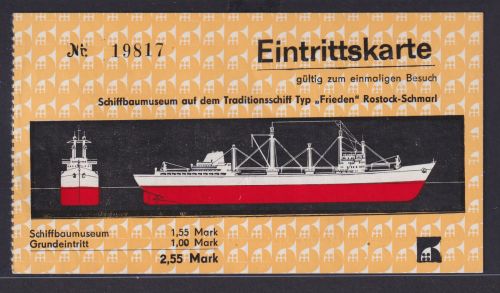 Nr. 19817
Eintrittskarte
gültig zum einmaligen Besuch
Schiffbaumuseum auf dem Traditionsschiff Typ „Frieden" Rostock-Schmarl
Schiffbaumuseum 1,55 Mark
Grundeintritt 1,00 Mark
2,55 Mark